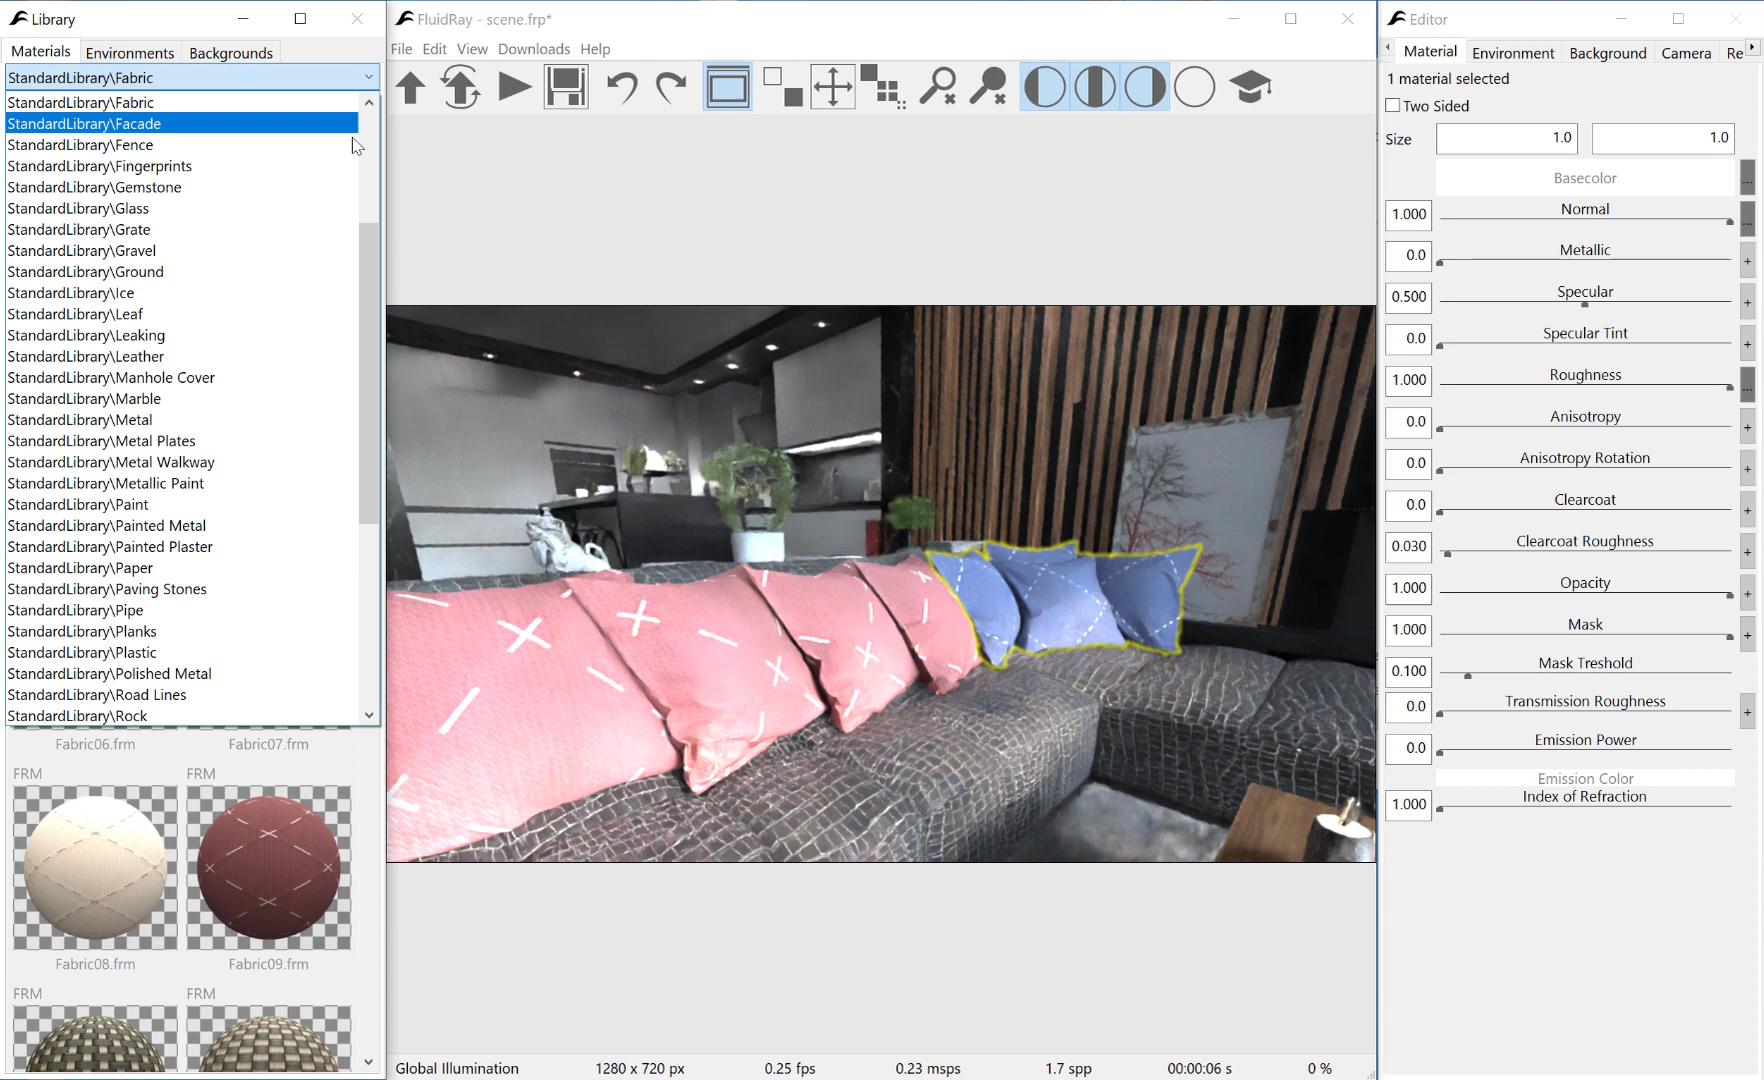 Library
Materials Environments Backgrounds
StandardLibrary\Fabric
StandardLibrary\Fabric
StandardLibrary\Facade
StandardLibrary\Fence
StandardLibrary\Fingerprints
StandardLibrary\Gemstone
StandardLibrary\Glass
StandardLibrary\Grate
StandardLibrary\Gravel
StandardLibrary\Ground
StandardLibrary\Ice
StandardLibrary\Leaf
StandardLibrary\Leaking
StandardLibrary\Leather
StandardLibrary\Manhole Cover
StandardLibrary\Marble
StandardLibrary\Metal
StandardLibrary\Metal Plates
StandardLibrary\Metal Walkway
StandardLibrary\Metallic Paint
StandardLibrary\Paint
StandardLibrary\Painted Metal
StandardLibrary\Painted Plaster
StandardLibrary\Paper
StandardLibrary\Paving Stones
StandardLibrary\Pipe
StandardLibrary\Planks
StandardLibrary\Plastic
StandardLibrary\Polished Metal
StandardLibrary\Road Lines
StandardLibrary\Rock
Fabric06.frm Fabric07.frm
FRM FRM
Fabric08.frm Fabric09.frm
FRM FRM
FluidRay - scene.frp*
File Edit View Downloads Help
Global Illumination 1280 x 720 px 0.25 fps 0.23 msps 1.7 spp 00:00:06 s 0 %
Editor
Material Environment Background Camera Re
1 material selected
Two Sided
Size 1.0 1.0
Basecolor ...
1.000 Normal ...
0.0 Metallic +
0.500 Specular +
0.0 Specular Tint +
1.000 Roughness ...
0.0 Anisotropy +
0.0 Anisotropy Rotation +
0.0 Clearcoat +
0.030 Clearcoat Roughness +
1.000 Opacity +
1.000 Mask +
0.100 Mask Treshold
0.0 Transmission Roughness +
0.0 Emission Power
Emission Color
1.000 Index of Refraction